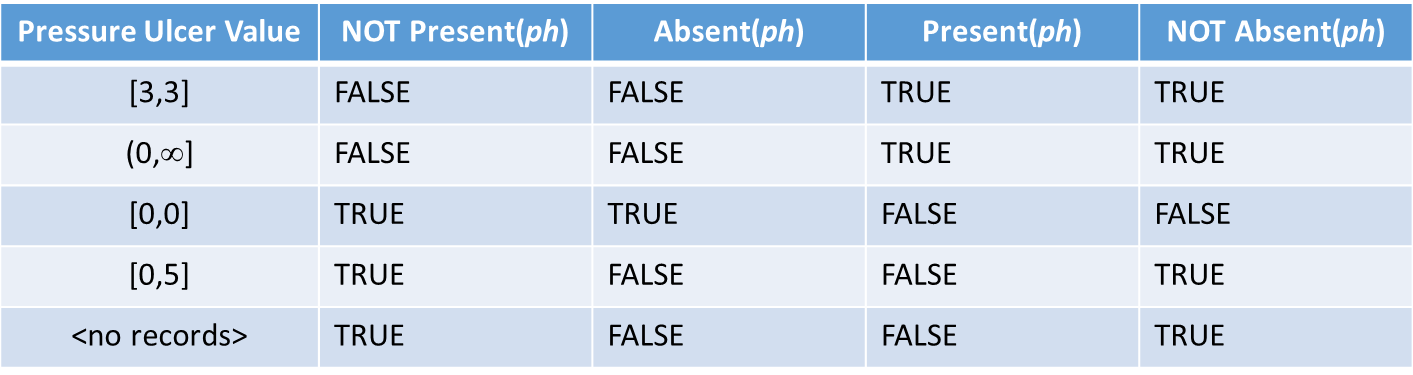 Pressure Ulcer Value NOT Present(ph) Absent(ph) Present(ph) NOT Absent(ph)
[3,3] FALSE FALSE TRUE TRUE
(0,∞] FALSE FALSE TRUE TRUE
[0,0] TRUE TRUE FALSE FALSE
[0,5] TRUE FALSE FALSE TRUE
<no records> TRUE FALSE FALSE TRUE